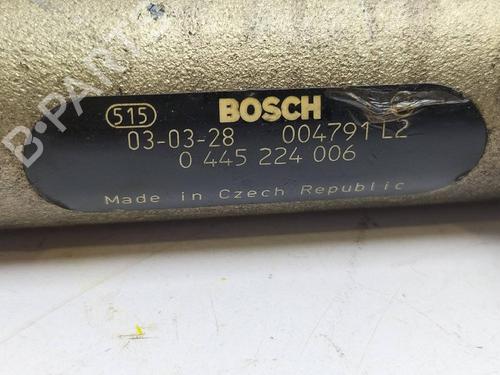 515 BOSCH
03-03-28 004791 L2
0 445 224 006
Made in Czech Republic
B-PARTS